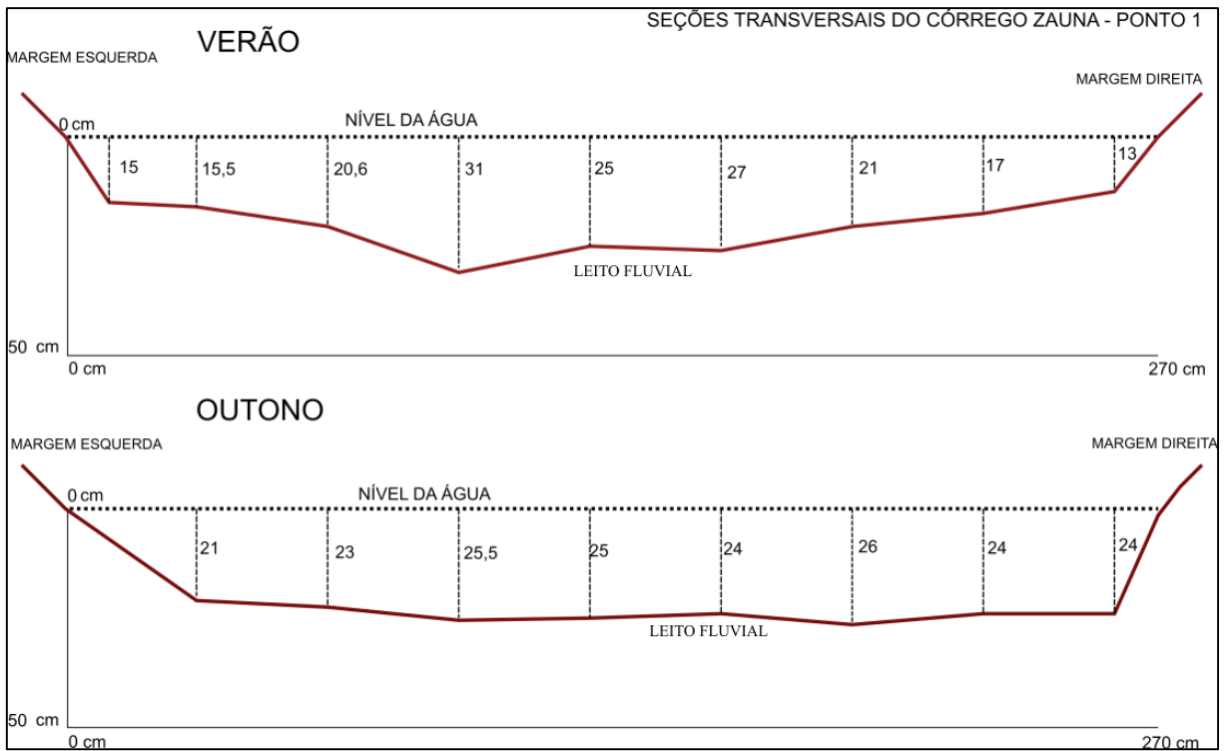 SEÇÕES TRANSVERSAIS DO CÓRREGO ZAUNA - PONTO 1
VERÃO
MARGEM ESQUERDA
MARGEM DIREITA
0 cm
NÍVEL DA ÁGUA
15
15,5
20,6
31
25
27
21
17
13
LEITO FLUVIAL
50 cm
0 cm
270 cm
OUTONO
MARGEM ESQUERDA
MARGEM DIREITA
0 cm
NÍVEL DA ÁGUA
21
23
25,5
25
24
26
24
24
LEITO FLUVIAL
50 cm
0 cm
270 cm